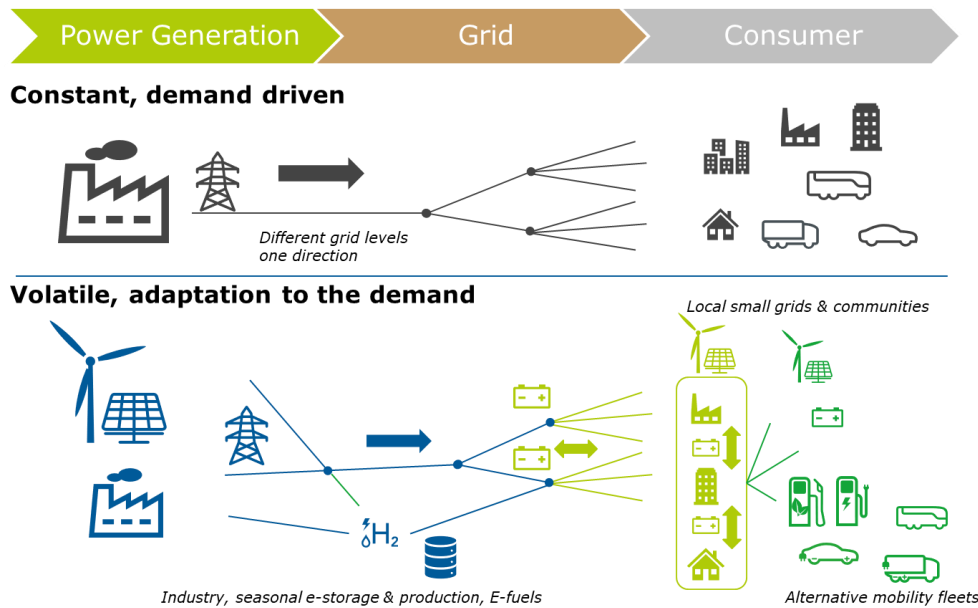 Power Generation
Grid
Consumer
Constant, demand driven
Different grid levels
one direction
Volatile, adaptation to the demand
Local small grids & communities
H2
Industry, seasonal e-storage & production, E-fuels
Alternative mobility fleets